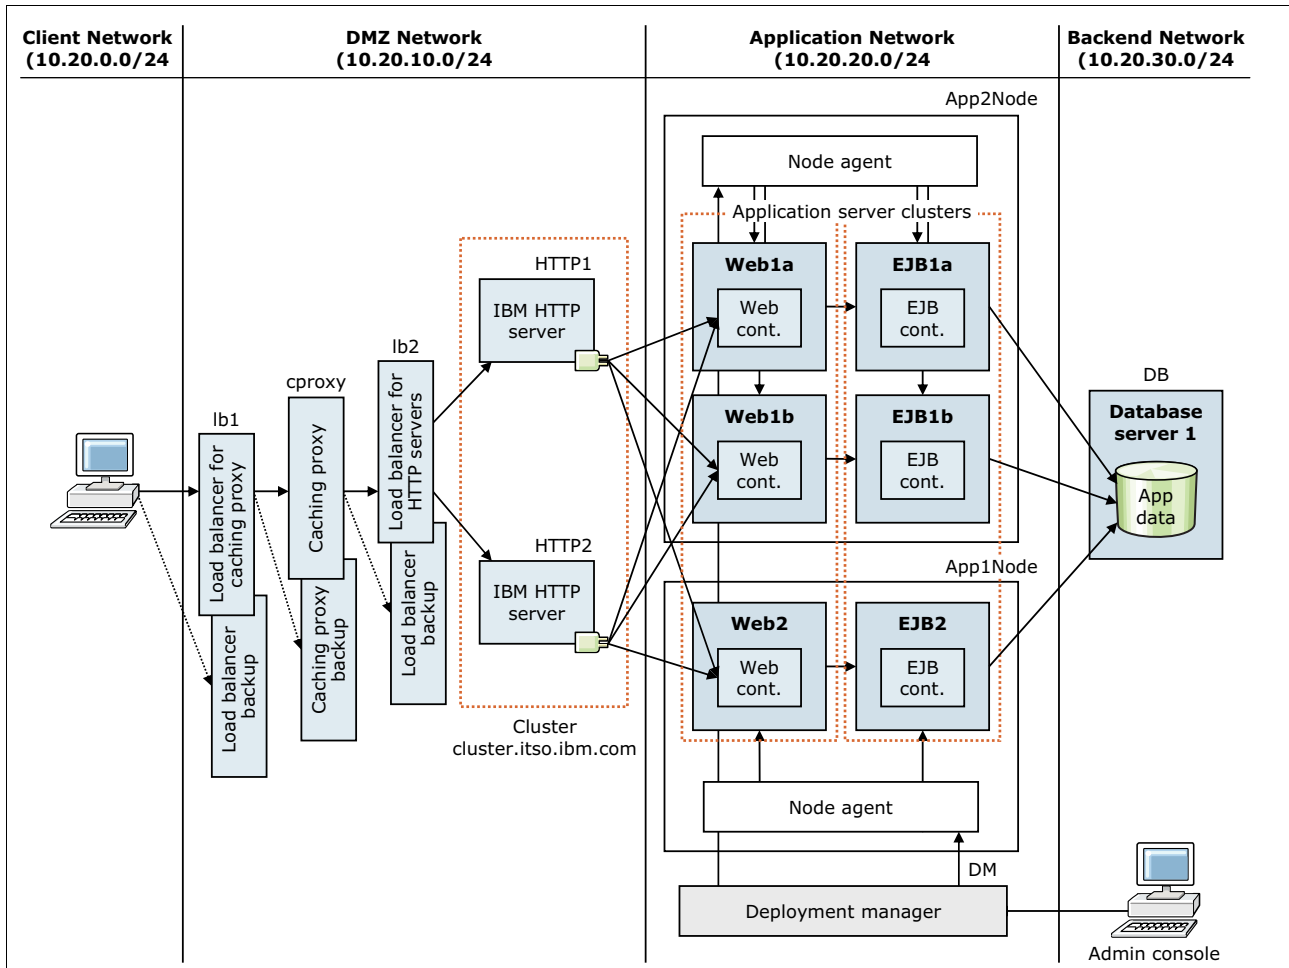 Client Network
(10.20.0.0/24
DMZ Network
(10.20.10.0/24
Application Network
(10.20.20.0/24
Backend Network
(10.20.30.0/24
App2Node
Node agent
Application server clusters
Web1a
Web
cont.
EJB1a
EJB
cont.
Web1b
Web
cont.
EJB1b
EJB
cont.
HTTP1
IBM HTTP
server
lb2
Load balancer for
HTTP servers
Load balancer
backup
cproxy
Caching proxy
Caching proxy
backup
lb1
Load balancer for
caching proxy
Load balancer
backup
HTTP2
IBM HTTP
server
Cluster
cluster.itso.ibm.com
DB
Database
server 1
App
data
App1Node
Web2
Web
cont.
EJB2
EJB
cont.
Node agent
DM
Deployment manager
Admin console